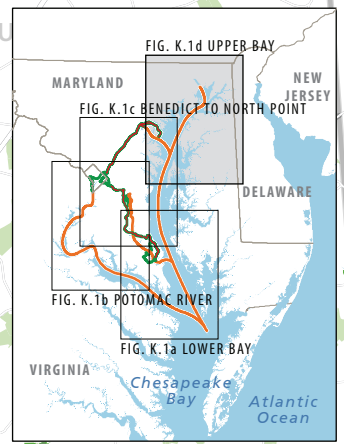 FIG. K.1d UPPER BAY
MARYLAND
NEW
JERSEY
FIG. K.1c BENEDICT TO NORTH POINT
DELAWARE
FIG. K.1b POTOMAC RIVER
FIG. K.1a LOWER BAY
VIRGINIA
Chesapeake
Bay
Atlantic
Ocean